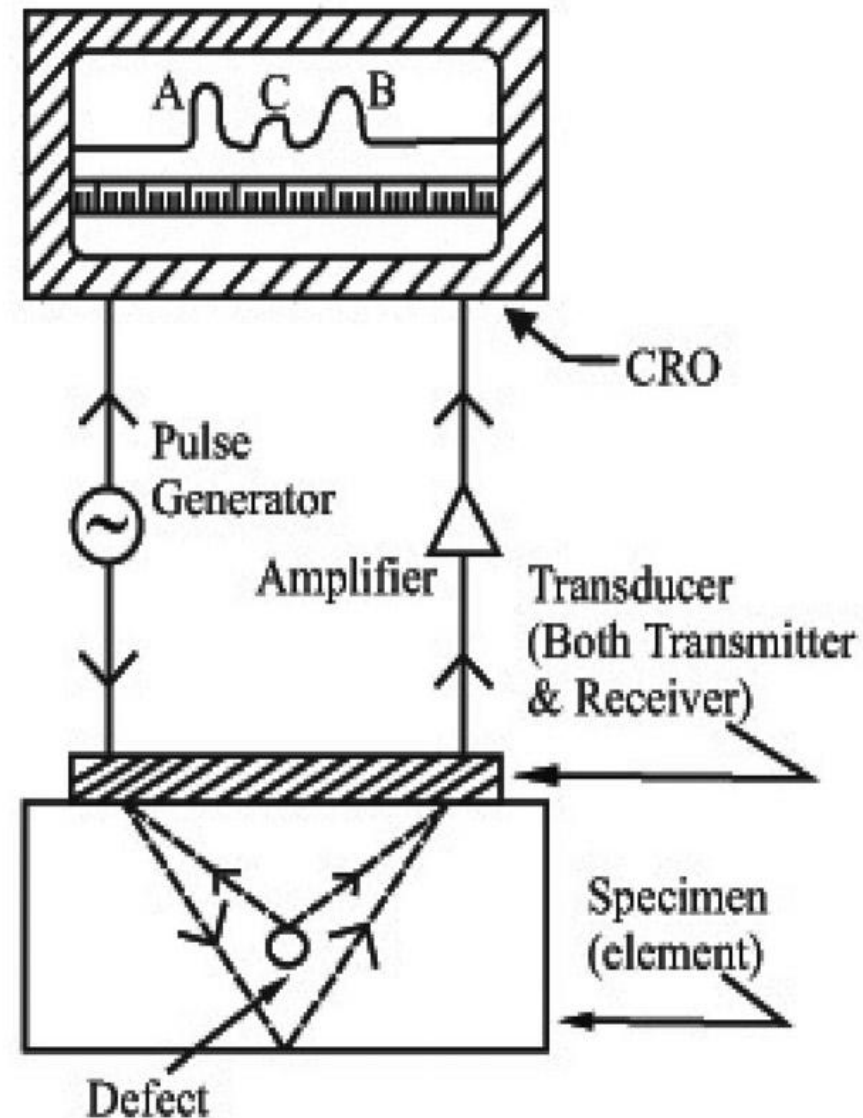 A
C
B
CRO
Pulse
Generator
Amplifier
Transducer
(Both Transmitter
& Receiver)
Specimen
(element)
Defect